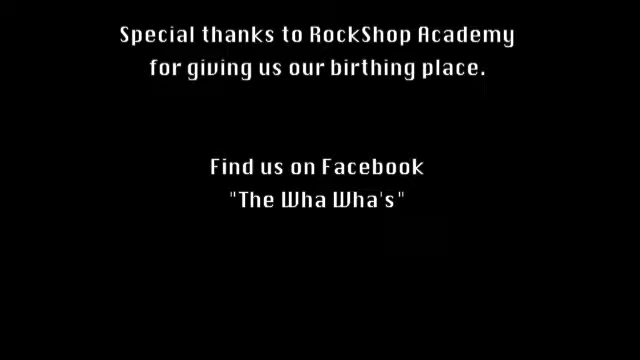 Special thanks to RockShop Academy
for giving us our birthing place.
Find us on Facebook
"The Wha Wha's"